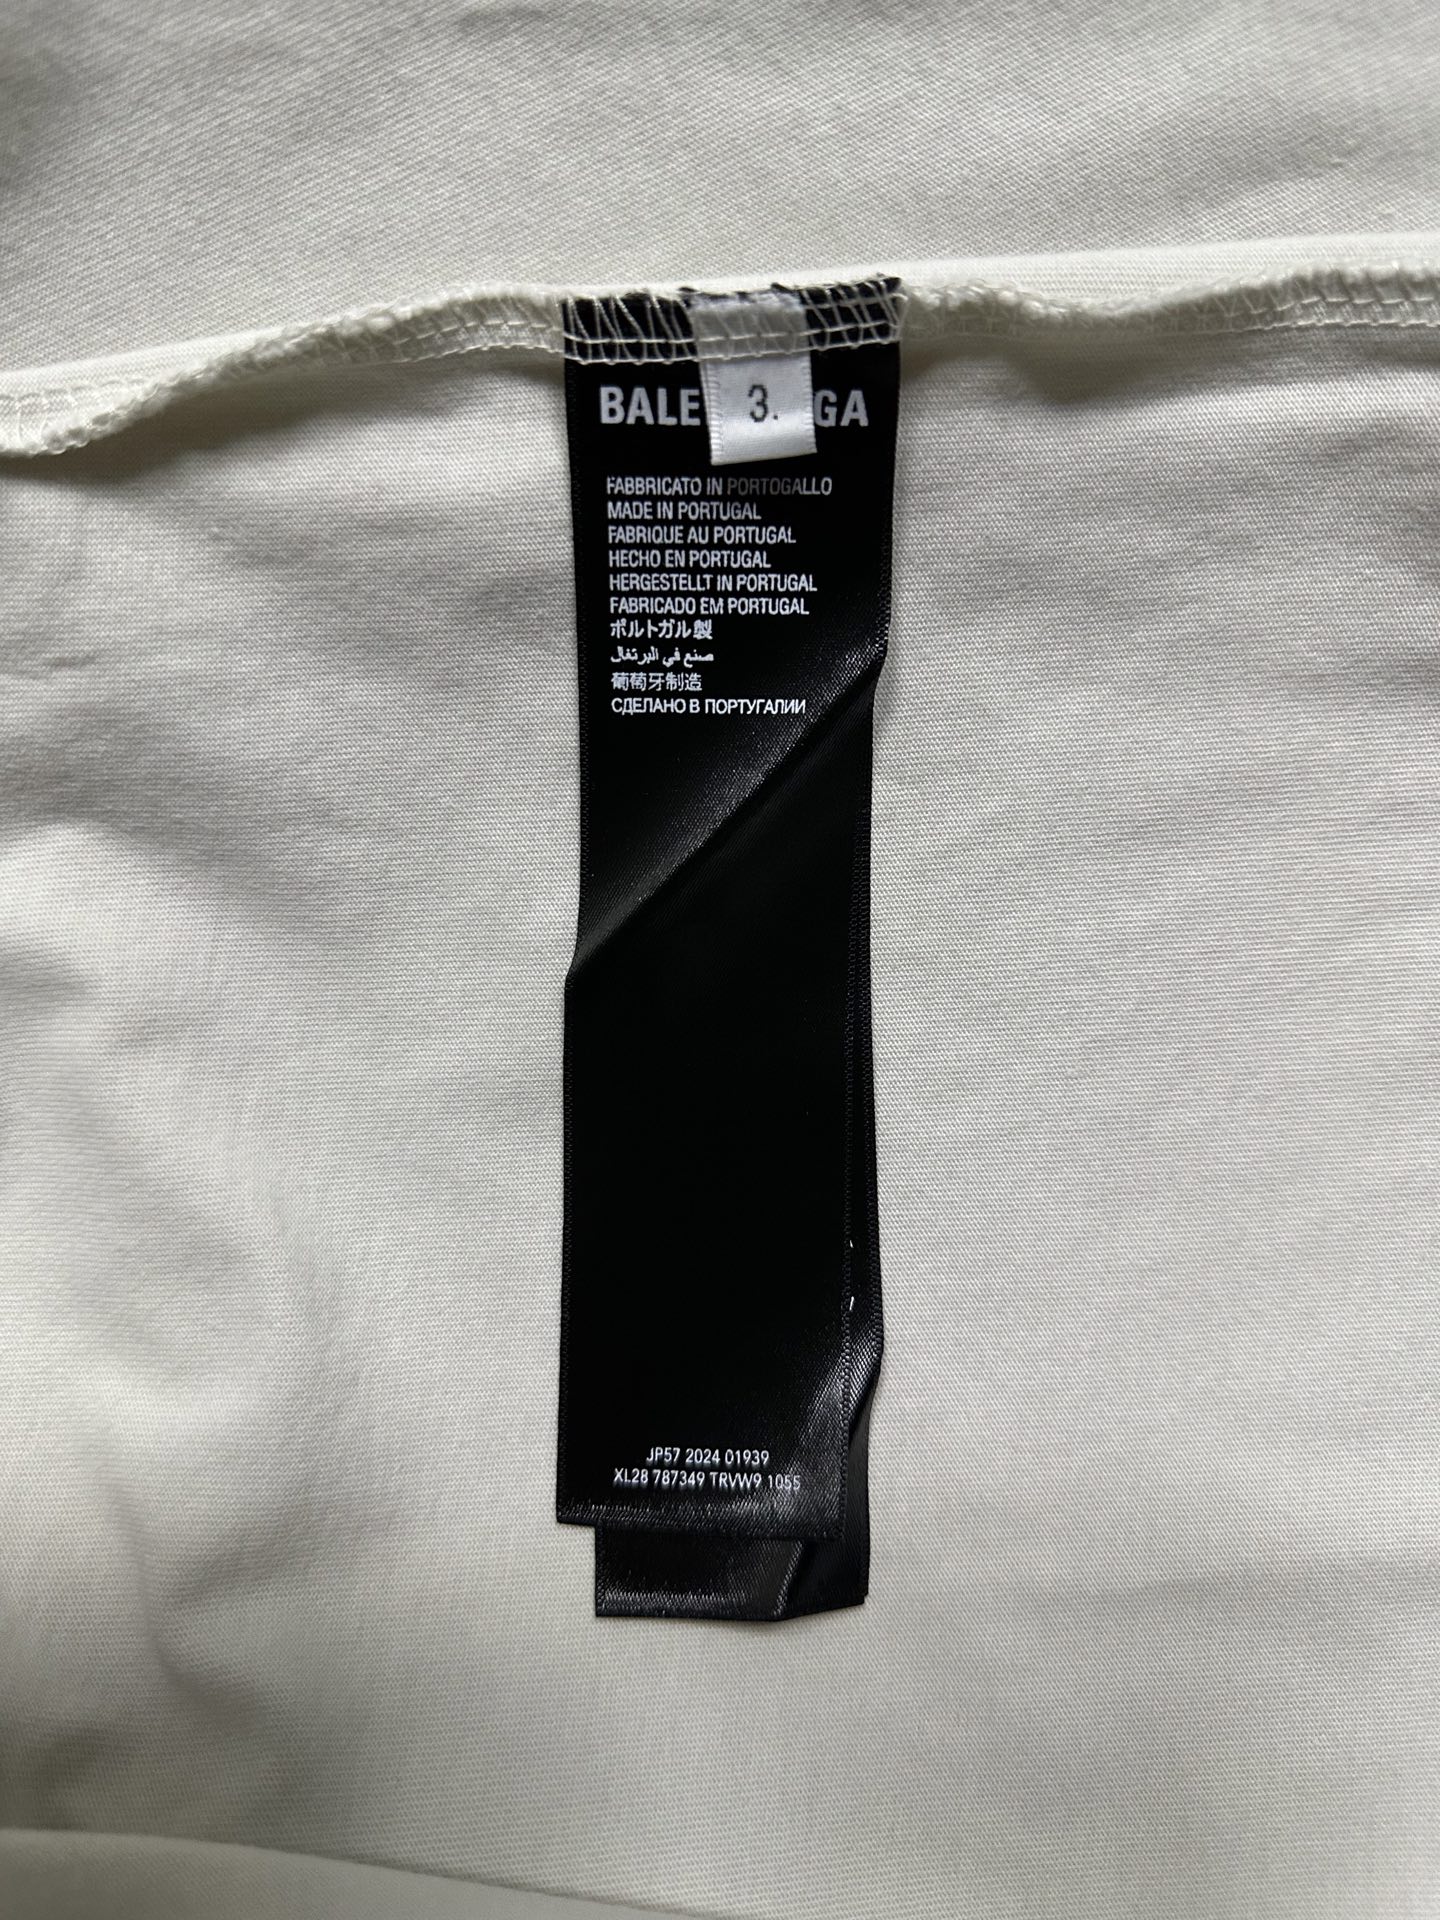 BALE GA
3.
FABBRICATO IN PORTOGALLO
MADE IN PORTUGAL
FABRIQUE AU PORTUGAL
HECHO EN PORTUGAL
HERGESTELLT IN PORTUGAL
FABRICADO EM PORTUGAL
ポルトガル製
صنع في البرتغال
葡萄牙制造
СДЕЛАНО В ПОРТУГАЛИИ
JP57 2024 01939
XL28 787349 TRVW9 1055